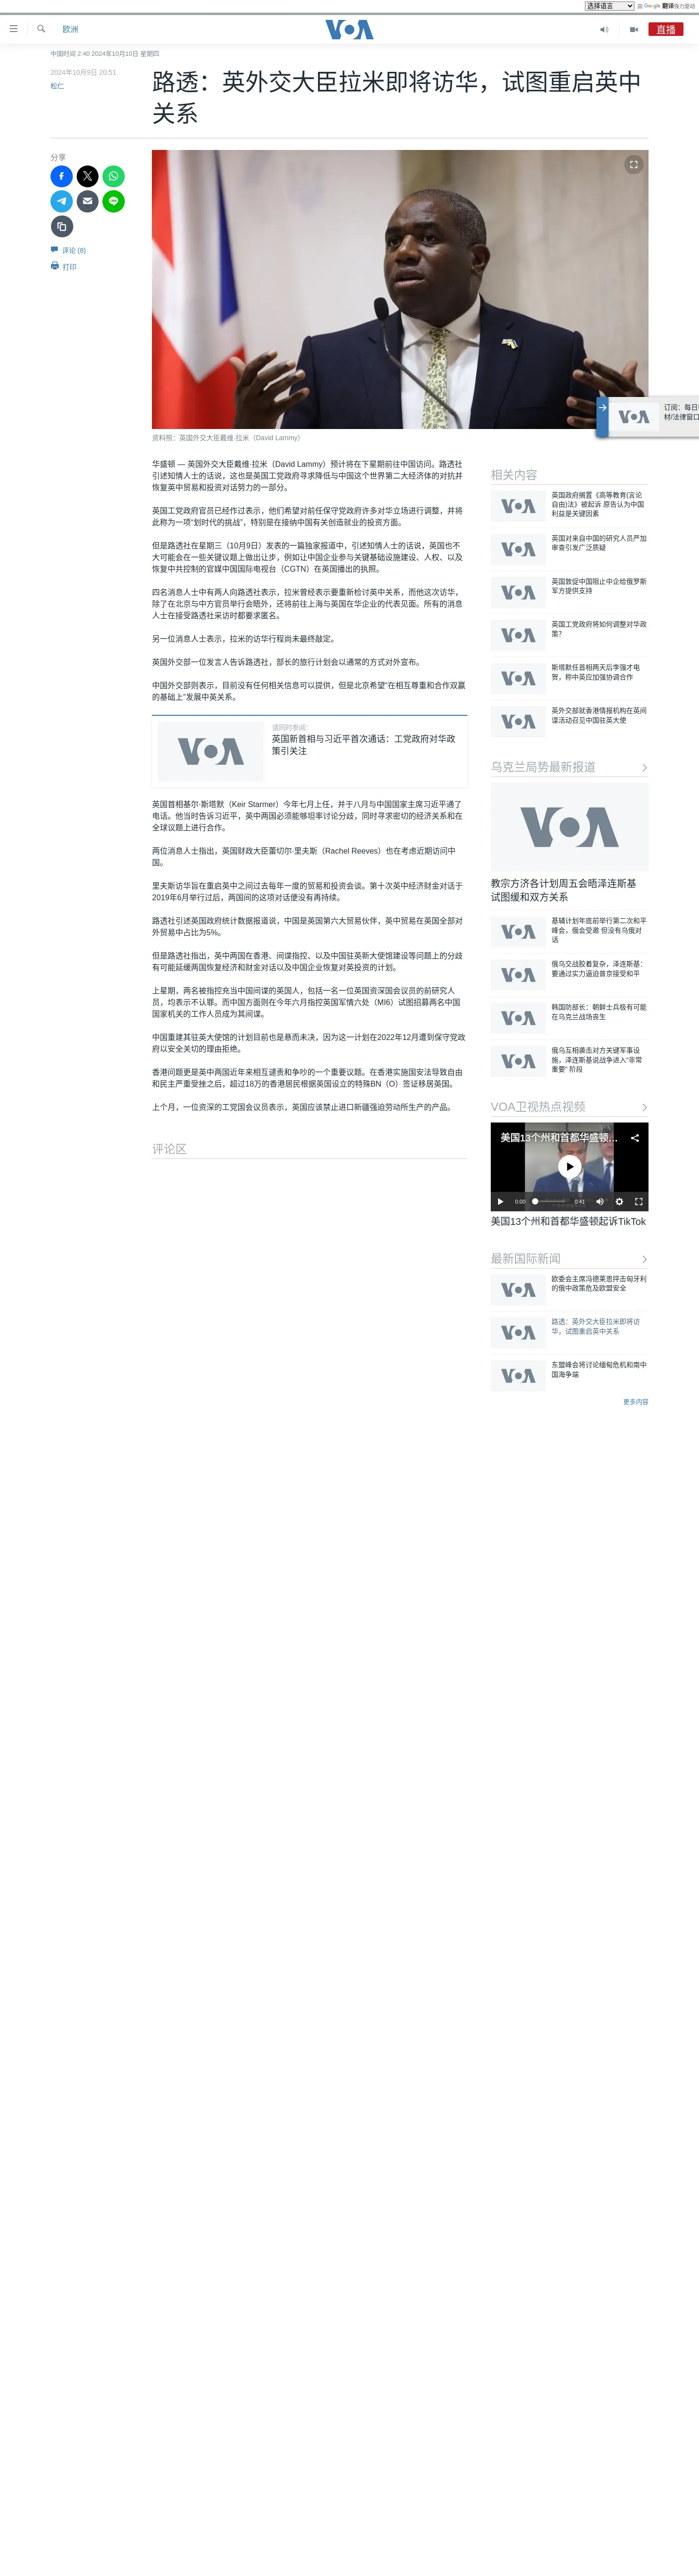 选择语言 由 Google 翻译强力驱动
欧洲
VOA
直播
中国时间 2:40 2024年10月10日 星期四
2024年10月9日 20:51
松仁
路透：英外交大臣拉米即将访华，试图重启英中
关系
分享
评论 (8)
打印
资料照：英国外交大臣戴维·拉米（David Lammy）
订阅：每日
材/法律窗口
华盛顿 — 英国外交大臣戴维·拉米（David Lammy）预计将在下星期前往中国访问。路透社
引述知情人士的话说，这也是英国工党政府寻求降低与中国这个世界第二大经济体的对抗并
恢复英中贸易和投资对话努力的一部分。
英国工党政府官员已经作过表示，他们希望对前任保守党政府许多对华立场进行调整，并将
此称为一项“划时代的挑战”，特别是在接纳中国有关创造就业的投资方面。
但是路透社在星期三（10月9日）发表的一篇独家报道中，引述知情人士的话说，英国也不
大可能会在一些关键议题上做出让步，例如让中国企业参与关键基础设施建设、人权、以及
恢复中共控制的官媒中国国际电视台（CGTN）在英国播出的执照。
四名消息人士中有两人向路透社表示，拉米曾经表示要重新检讨英中关系，而他这次访华，
除了在北京与中方官员举行会晤外，还将前往上海与英国在华企业的代表见面。所有的消息
人士在接受路透社采访时都要求匿名。
另一位消息人士表示，拉米的访华行程尚未最终敲定。
英国外交部一位发言人告诉路透社，部长的旅行计划会以通常的方式对外宣布。
中国外交部则表示，目前没有任何相关信息可以提供，但是北京希望“在相互尊重和合作双赢
的基础上”发展中英关系。
请同时参阅：
英国新首相与习近平首次通话：工党政府对华政
策引关注
英国首相基尔·斯塔默（Keir Starmer）今年七月上任，并于八月与中国国家主席习近平通了
电话。他当时告诉习近平，英中两国必须能够坦率讨论分歧，同时寻求密切的经济关系和在
全球议题上进行合作。
两位消息人士指出，英国财政大臣蕾切尔·里夫斯（Rachel Reeves）也在考虑近期访问中
国。
里夫斯访华旨在重启英中之间过去每年一度的贸易和投资会谈。第十次英中经济财金对话于
2019年6月举行过后，两国间的这项对话便没有再持续。
路透社引述英国政府统计数据报道说，中国是英国第六大贸易伙伴，英中贸易在英国全部对
外贸易中占比为5%。
但是路透社指出，英中两国在香港、间谍指控、以及中国驻英新大使馆建设等问题上的分歧
有可能延缓两国恢复经济和财金对话以及中国企业恢复对英投资的计划。
上星期，两名被指控充当中国间谍的英国人，包括一名一位英国资深国会议员的前研究人
员，均表示不认罪。而中国方面则在今年六月指控英国军情六处（MI6）试图招募两名中国
国家机关的工作人员成为其间谍。
中国重建其驻英大使馆的计划目前也是悬而未决，因为这一计划在2022年12月遭到保守党政
府以安全关切的理由拒绝。
香港问题更是英中两国近年来相互谴责和争吵的一个重要议题。在香港实施国安法导致自由
和民主严重受挫之后，超过18万的香港居民根据英国设立的特殊BN（O）签证移居英国。
上个月，一位资深的工党国会议员表示，英国应该禁止进口新疆强迫劳动所生产的产品。
评论区
相关内容
英国政府搁置《高等教育(言论
自由)法》被起诉 原告认为中国
利益是关键因素
英国对来自中国的研究人员严加
审查引发广泛质疑
英国敦促中国阻止中企给俄罗斯
军方提供支持
英国工党政府将如何调整对华政
策？
斯塔默任首相两天后李强才电
贺，称中英应加强协调合作
英外交部就香港情报机构在英间
谍活动召见中国驻英大使
乌克兰局势最新报道
教宗方济各计划周五会晤泽连斯基
试图缓和双方关系
基辅计划年底前举行第二次和平
峰会，俄会受邀 但没有乌俄对
话
俄乌交战胶着复杂，泽连斯基：
要通过实力逼迫普京接受和平
韩国防部长：朝鲜士兵极有可能
在乌克兰战场丧生
俄乌互相袭击对方关键军事设
施，泽连斯基说战争进入“非常
重要” 阶段
VOA卫视热点视频
美国13个州和首都华盛顿...
0:00 0:41
美国13个州和首都华盛顿起诉TikTok
最新国际新闻
欧委会主席冯德莱恩抨击匈牙利
的俄中政策危及欧盟安全
路透：英外交大臣拉米即将访
华，试图重启英中关系
东盟峰会将讨论缅甸危机和南中
国海争端
更多内容